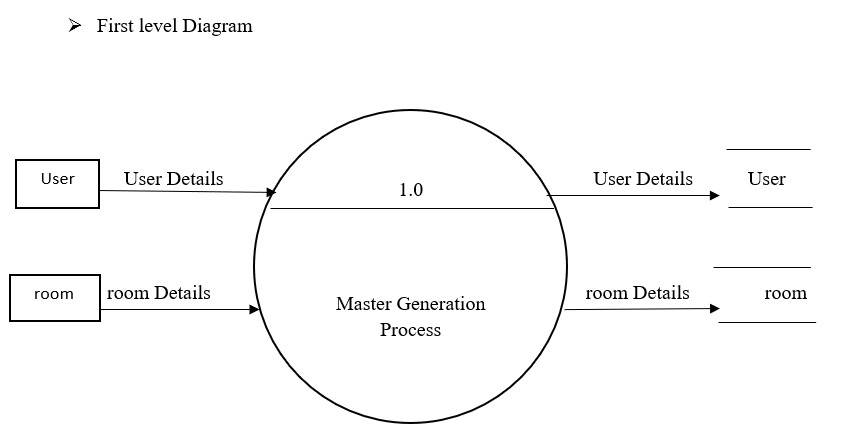 ➤ First level Diagram
User
User Details
1.0
User Details
User
room
room Details
Master Generation
Process
room Details
room